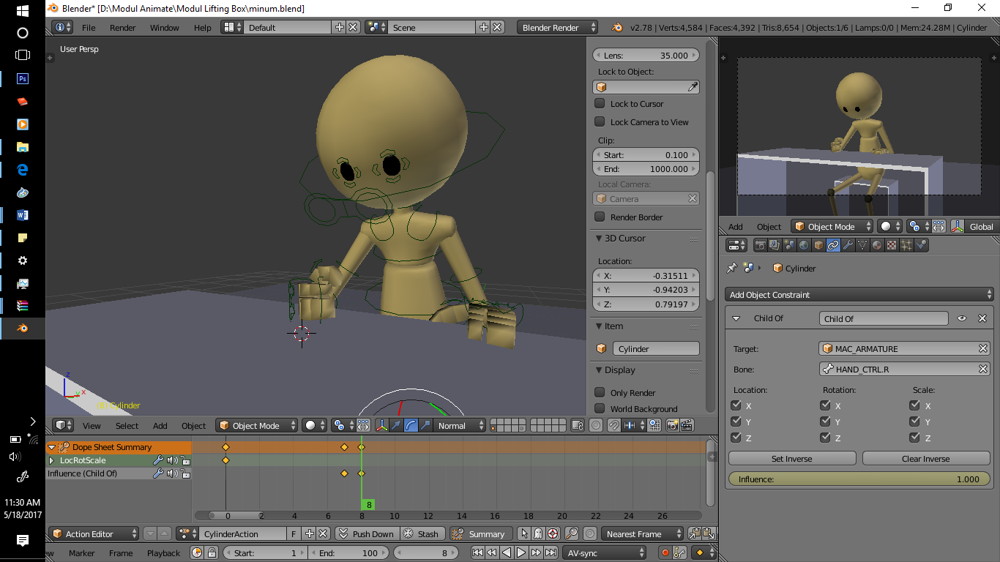 Blender* [D:\Modul Animate\Modul Lifting Box\minum.blend]
File Render Window Help Default Scene Blender Render v2.78 | Verts:4,584 | Faces:4,392 | Tris:8,654 | Objects:1/6 | Lamps:0/0 | Mem:24.28M | Cylinder
User Persp
Lens: 35.000
Lock to Object:
Lock to Cursor
Lock Camera to View
Clip:
Start: 0.100
End: 1000.000
Local Camera:
Camera
Render Border
3D Cursor
Location:
X: -0.31511
Y: -0.94203
Z: 0.79197
Item
Cylinder
Display
Only Render
World Background
z
y x
Cylinder
View Select Add Object Object Mode Normal
Add Object Object Mode Global
Cylinder
Add Object Constraint
Child Of Child Of
Target: MAC_ARMATURE
Bone: HAND_CTRL.R
Location: Rotation: Scale:
X X X
Y Y Y
Z Z Z
Set Inverse Clear Inverse
Influence: 1.000
Dope Sheet Summary
LocRotScale
Influence (Child Of)
8
0 2 4 6 8 10 12 14 16 18 20 22 24 26
Action Editor CylinderAction F Push Down Stash Summary Nearest Frame
Marker Frame Playback Start: 1 End: 100 8 AV-sync
Ps
11:30 AM
5/18/2017